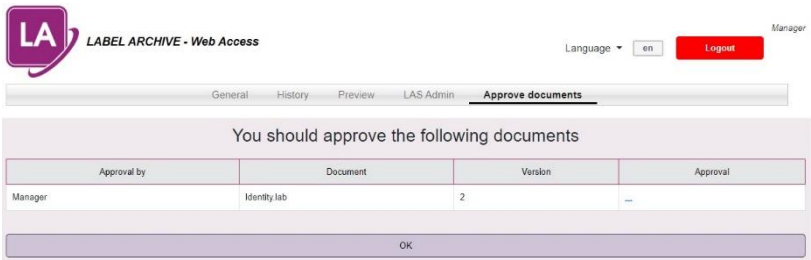 LA
LABEL ARCHIVE - Web Access
Manager
Language en Logout
General History Preview LAS Admin Approve documents
You should approve the following documents
Approval by Document Version Approval
Manager Identity.lab 2 ...
OK